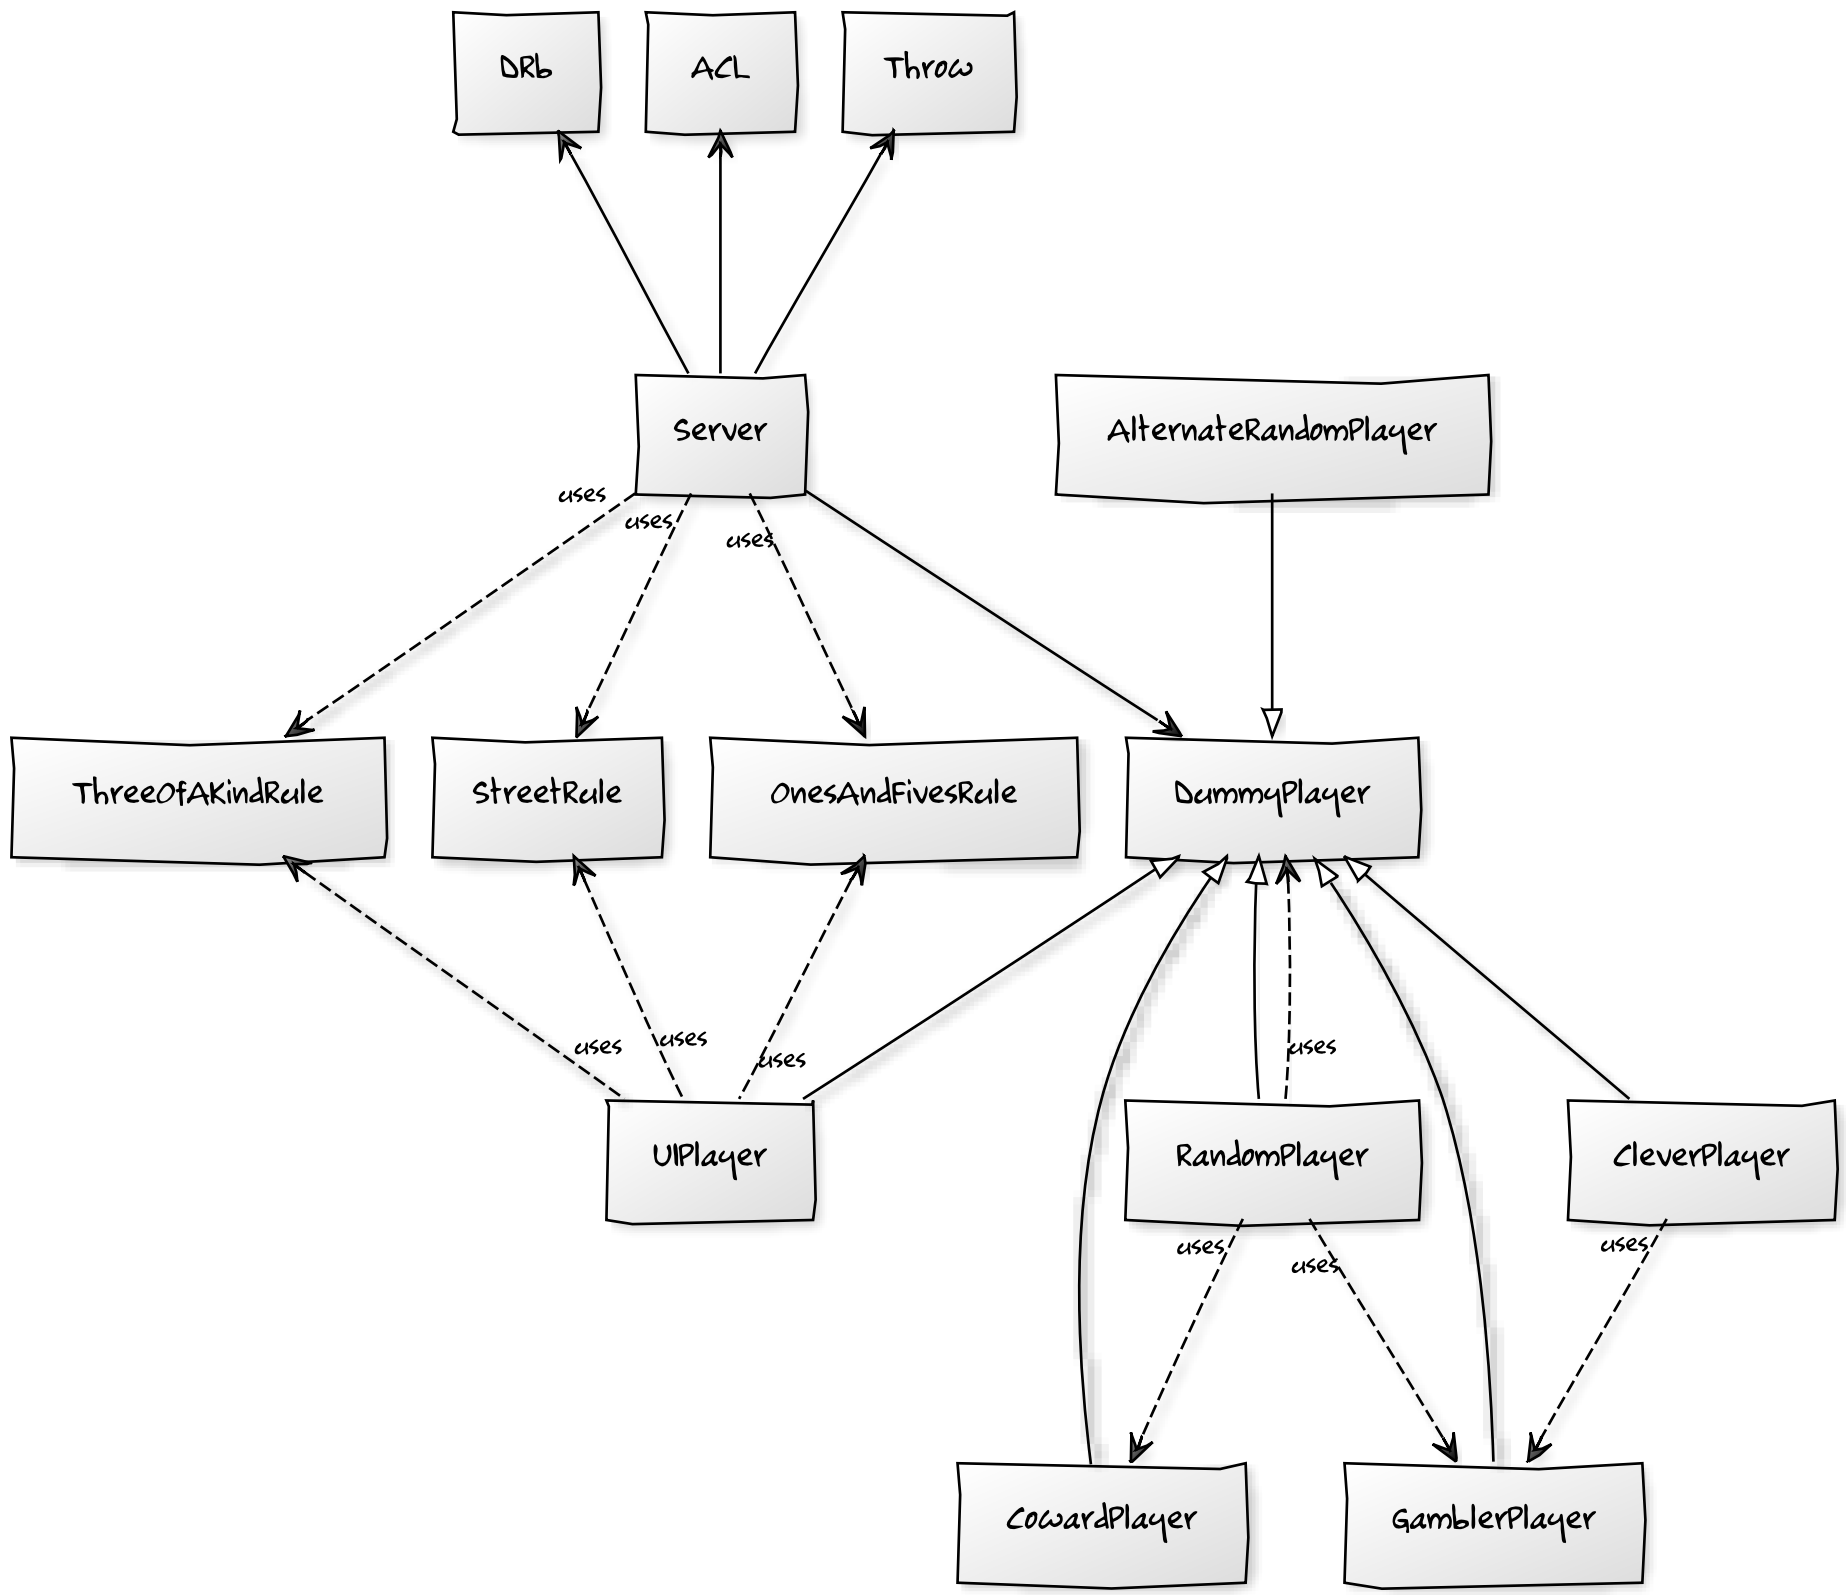 DRb
ACL
Throw
Server
AlternateRandomPlayer
uses
uses
uses
ThreeOfAKindRule
StreetRule
OnesAndFivesRule
DummyPlayer
uses
uses
uses
uses
UIPlayer
RandomPlayer
CleverPlayer
uses
uses
uses
CowardPlayer
GamblerPlayer